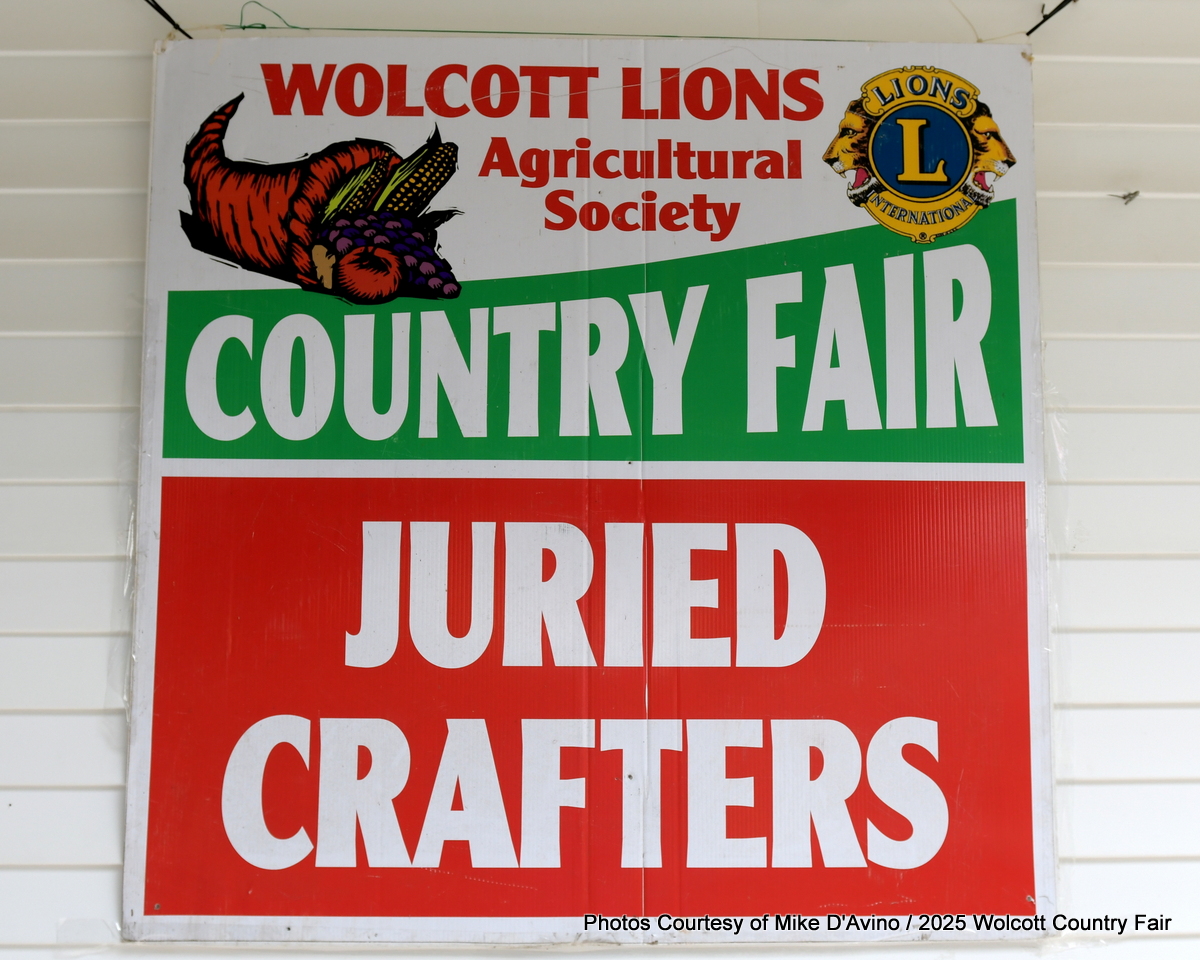 WOLCOTT LIONS
Agricultural
Society
LIONS
L
INTERNATIONAL
®
COUNTRY FAIR
JURIED
CRAFTERS
Photos Courtesy of Mike D'Avino / 2025 Wolcott Country Fair